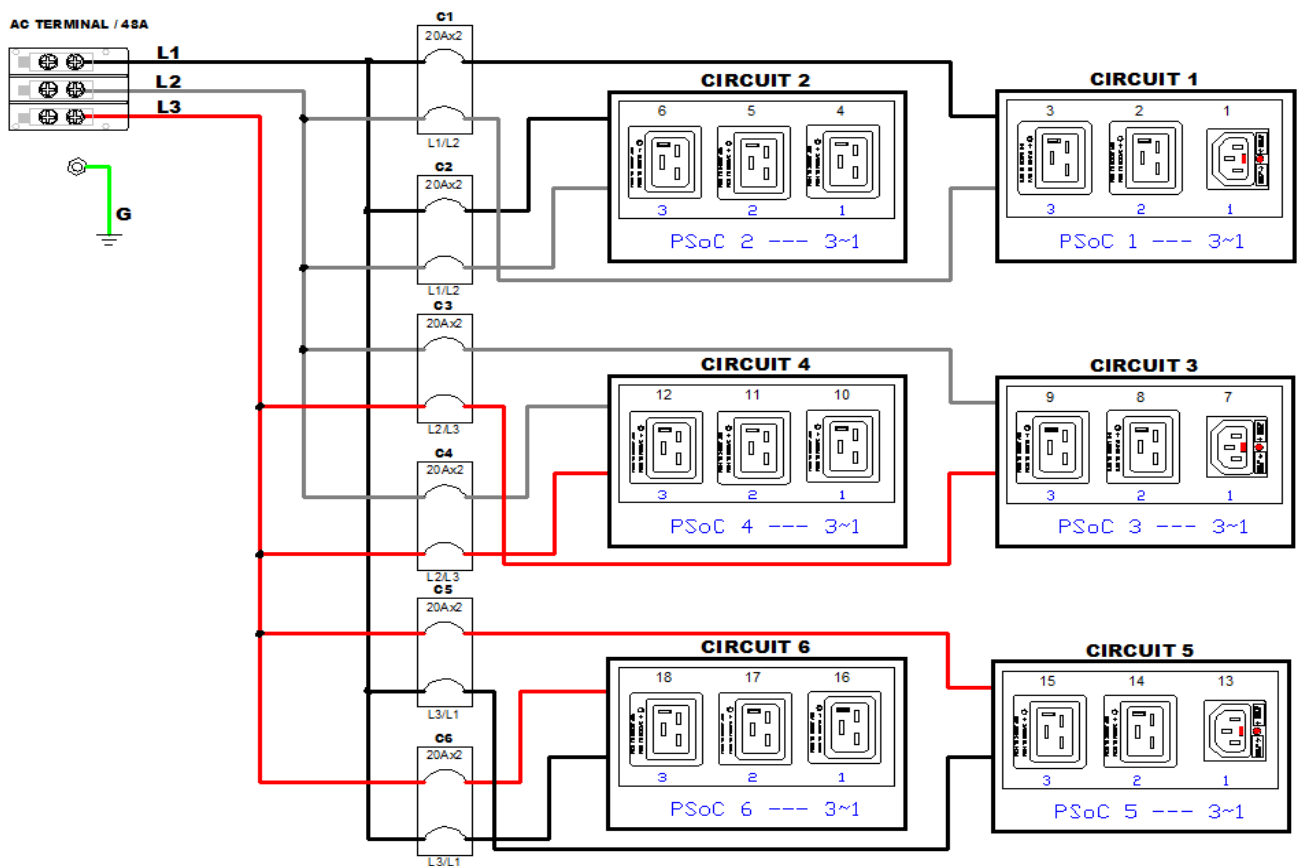 AC TERMINAL / 48A
L1
L2
L3
G
C1
20Ax2
L1/L2
C2
20Ax2
L1/L2
C3
20Ax2
L2/L3
C4
20Ax2
L2/L3
C5
20Ax2
L3/L1
C6
20Ax2
L3/L1
CIRCUIT 2
6 5 4
3 2 1
PSoC 2 --- 3~1
CIRCUIT 1
3 2 1
3 2 1
PSoC 1 --- 3~1
CIRCUIT 4
12 11 10
3 2 1
PSoC 4 --- 3~1
CIRCUIT 3
9 8 7
3 2 1
PSoC 3 --- 3~1
CIRCUIT 6
18 17 16
3 2 1
PSoC 6 --- 3~1
CIRCUIT 5
15 14 13
3 2 1
PSoC 5 --- 3~1